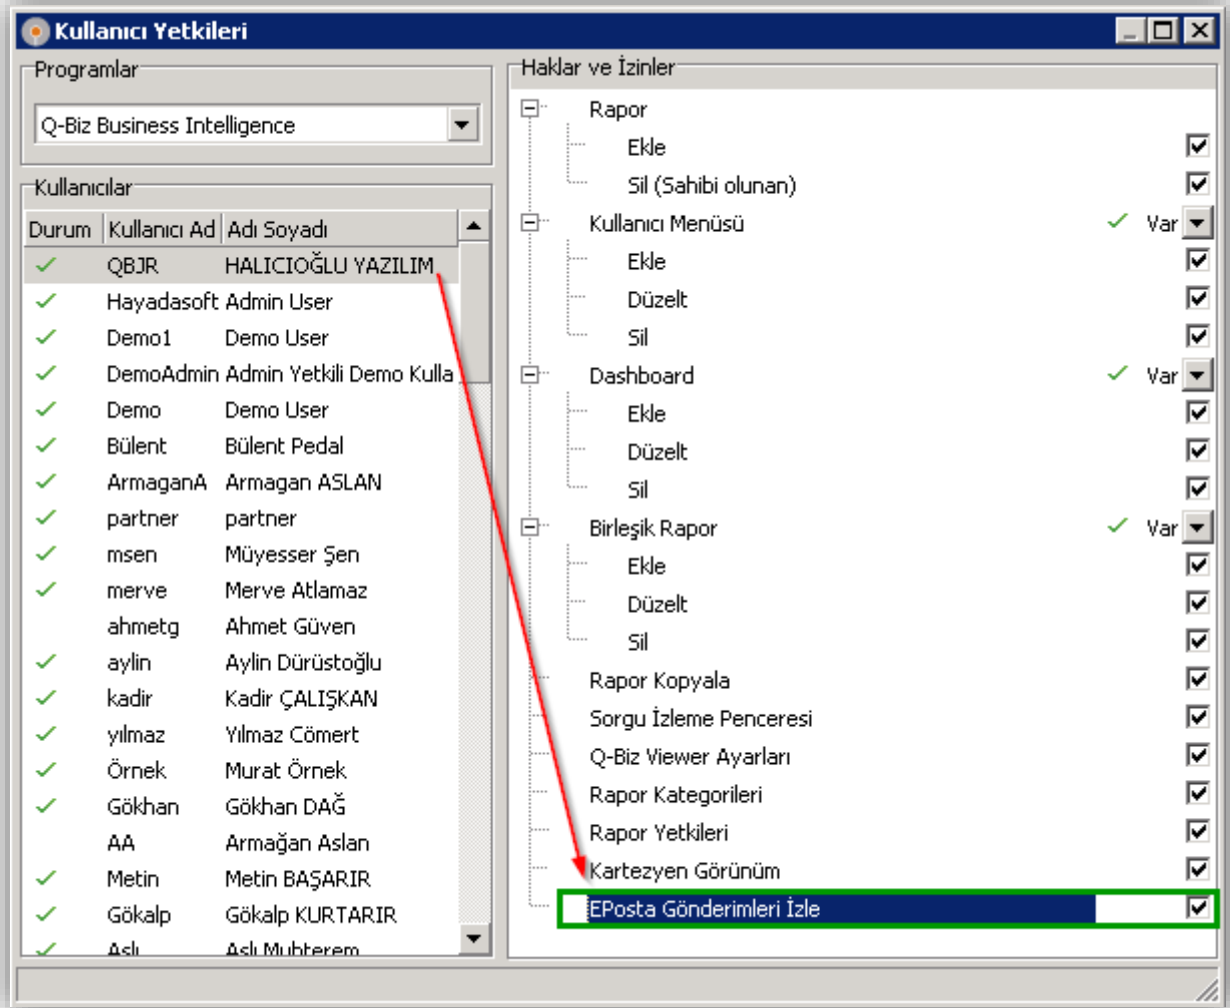 Kullanıcı Yetkileri
Programlar
Q-Biz Business Intelligence
Kullanıcılar
Durum Kullanıcı Ad Adı Soyadı
QBJR HALICIOĞLU YAZILIM
Hayadasoft Admin User
Demo1 Demo User
DemoAdmin Admin Yetkili Demo Kulla
Demo Demo User
Bülent Bülent Pedal
ArmaganA Armagan ASLAN
partner partner
msen Müyesser Şen
merve Merve Atlamaz
ahmetg Ahmet Güven
aylin Aylin Dürüstoğlu
kadir Kadir ÇALIŞKAN
yılmaz Yılmaz Cömert
Örnek Murat Örnek
Gökhan Gökhan DAĞ
AA Armağan Aslan
Metin Metin BAŞARIR
Gökalp Gökalp KURTARIR
Aslı Aslı Muhterem
Haklar ve İzinler
Rapor
Ekle
Sil (Sahibi olunan)
Kullanıcı Menüsü Var
Ekle
Düzelt
Sil
Dashboard Var
Ekle
Düzelt
Sil
Birleşik Rapor Var
Ekle
Düzelt
Sil
Rapor Kopyala
Sorgu İzleme Penceresi
Q-Biz Viewer Ayarları
Rapor Kategorileri
Rapor Yetkileri
Kartezyen Görünüm
EPosta Gönderimleri İzle